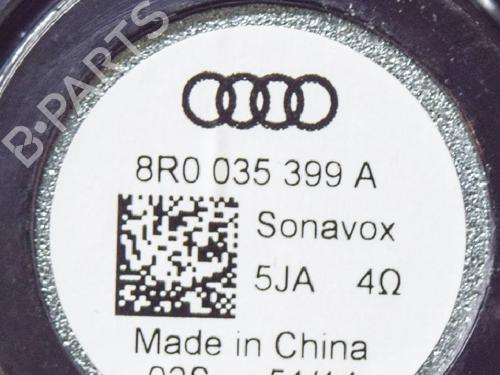 B-PARTS
8R0 035 399 A
Sonavox
5JA 4Ω
Made in China